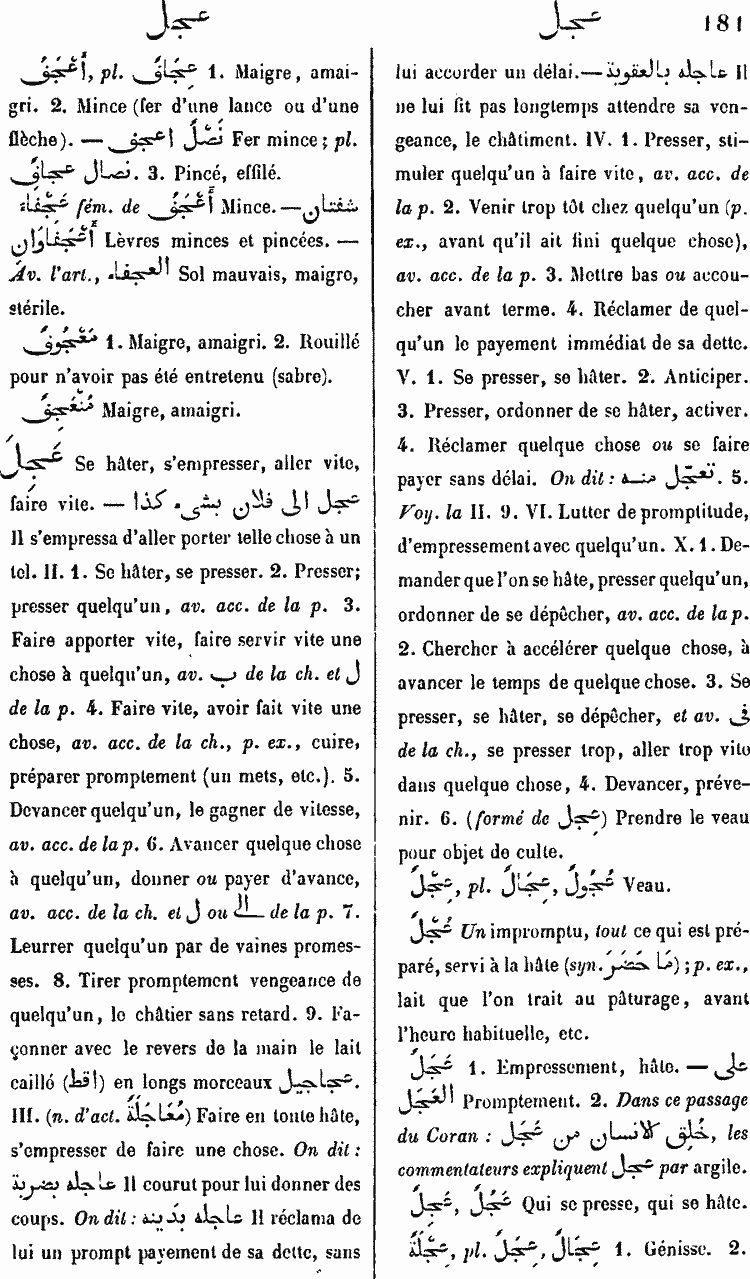 عجل
عجل 181
أَعْجَفُ, pl. عِجَافٌ 1. Maigre, amai-
gri. 2. Mince (fer d'une lance ou d'une
flèche). — نَصْلٌ اعجف Fer mince; pl.
نصال عجافٌ. 3. Pincé, effilé.
عَجْفَاءُ fém. de أَعْجَفُ Mince. — شفتان
أَعْجَفَاوَانِ Lèvres minces et pincées. —
Av. l'art., العجفاء Sol mauvais, maigre,
stérile.
مَعْجُوفٌ 1. Maigre, amaigri. 2. Rouillé
pour n'avoir pas été entretenu (sabre).
مُنْعَجِفٌ Maigre, amaigri.
عَجِلَ Se hâter, s'empresser, aller vite,
faire vite. — عجل الى فلان بشىء كذا
Il s'empressa d'aller porter telle chose à un
tel. II. 1. Se hâter, se presser. 2. Presser;
presser quelqu'un, av. acc. de la p. 3.
Faire apporter vite, faire servir vite une
chose à quelqu'un, av. ب de la ch. et ل
de la p. 4. Faire vite, avoir fait vite une
chose, av. acc. de la ch., p. ex., cuire,
préparer promptement (un mets, etc.). 5.
Devancer quelqu'un, le gagner de vitesse,
av. acc. de la p. 6. Avancer quelque chose
à quelqu'un, donner ou payer d'avance,
av. acc. de la ch. et ل ou الـ de la p. 7.
Leurrer quelqu'un par de vaines promes-
ses. 8. Tirer promptement vengeance de
quelqu'un, le châtier sans retard. 9. Fa-
çonner avec le revers de la main le lait
caillé (اقط) en longs morceaux عجاجيل.
III. (n. d'act. مُعَاجَلَةٌ) Faire en toute hâte,
s'empresser de faire une chose. On dit:
عاجله بضربة Il courut pour lui donner des
coups. On dit: عاجله بدينه Il réclama de
lui un prompt payement de sa dette, sans
lui accorder un délai. — عاجله بالعقوبة Il
ne lui fit pas longtemps attendre sa ven-
geance, le châtiment. IV. 1. Presser, sti-
muler quelqu'un à faire vite, av. acc. de
la p. 2. Venir trop tôt chez quelqu'un (p.
ex., avant qu'il ait fini quelque chose),
av. acc. de la p. 3. Mettre bas ou accou-
cher avant terme. 4. Réclamer de quel-
qu'un le payement immédiat de sa dette.
V. 1. Se presser, se hâter. 2. Anticiper.
3. Presser, ordonner de se hâter, activer.
4. Réclamer quelque chose ou se faire
payer sans délai. On dit: تعجّل منه. 5.
Voy. la II. 9. VI. Lutter de promptitude,
d'empressement avec quelqu'un. X. 1. De-
mander que l'on se hâte, presser quelqu'un,
ordonner de se dépêcher, av. acc. de la p.
2. Chercher à accélérer quelque chose, à
avancer le temps de quelque chose. 3. Se
presser, se hâter, se dépêcher, et av. فى
de la ch., se presser trop, aller trop vite
dans quelque chose, 4. Devancer, préve-
nir. 6. (formé de عِجل) Prendre le veau
pour objet de culte.
عِجْلٌ, pl. عِجَالٌ, عُجُولٌ Veau.
عُجْلٌ Un impromptu, tout ce qui est pré-
paré, servi à la hâte (syn. مَا حَضَرَ); p. ex.,
lait que l'on trait au pâturage, avant
l'heure habituelle, etc.
عَجَلٌ 1. Empressement, hâte. — على
العَجَل Promptement. 2. Dans ce passage
du Coran: خُلِق الانسان من عَجَل, les
commentateurs expliquent عجل par argile.
عَجِلٌ, عَجُلٌ Qui se presse, qui se hâte.
عِجْلَةٌ, pl. عِجَلٌ, عِجَالٌ 1. Génisse. 2.